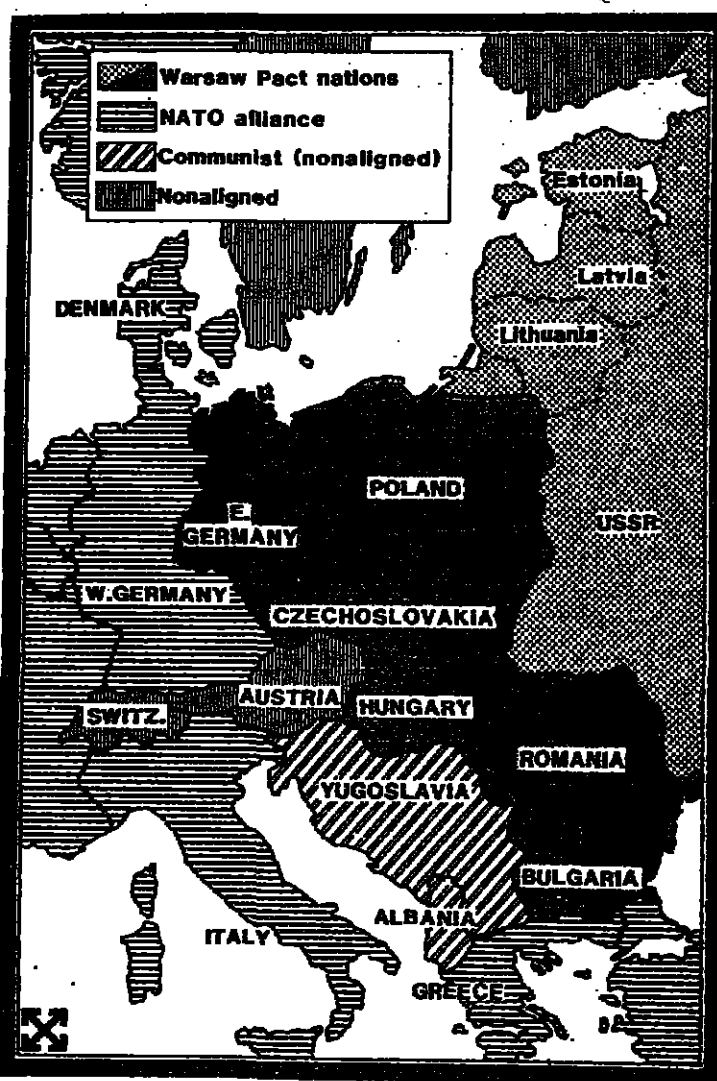 Warsaw Pact nations
NATO alliance
Communist (nonaligned)
Nonaligned
Estonia
Latvia
DENMARK
Lithuania
POLAND
E.
GERMANY
USSR
W.GERMANY
CZECHOSLOVAKIA
AUSTRIA
SWITZ.
HUNGARY
ROMANIA
YUGOSLAVIA
BULGARIA
ALBANIA
ITALY
GREECE